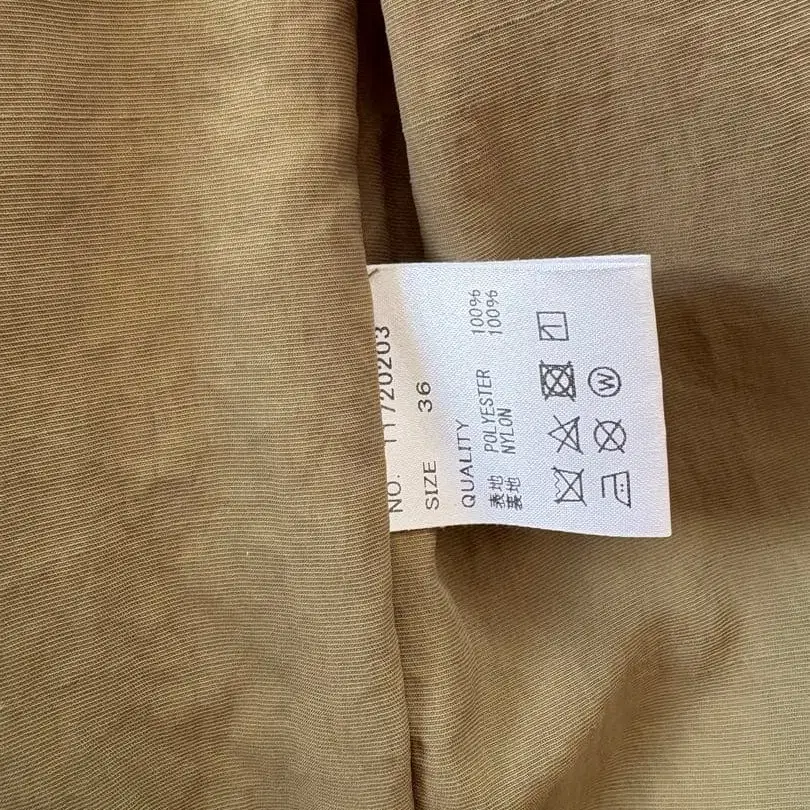 NO. 11720203
SIZE 36
QUALITY
表地 POLYESTER 100%
裏地 NYLON 100%
W